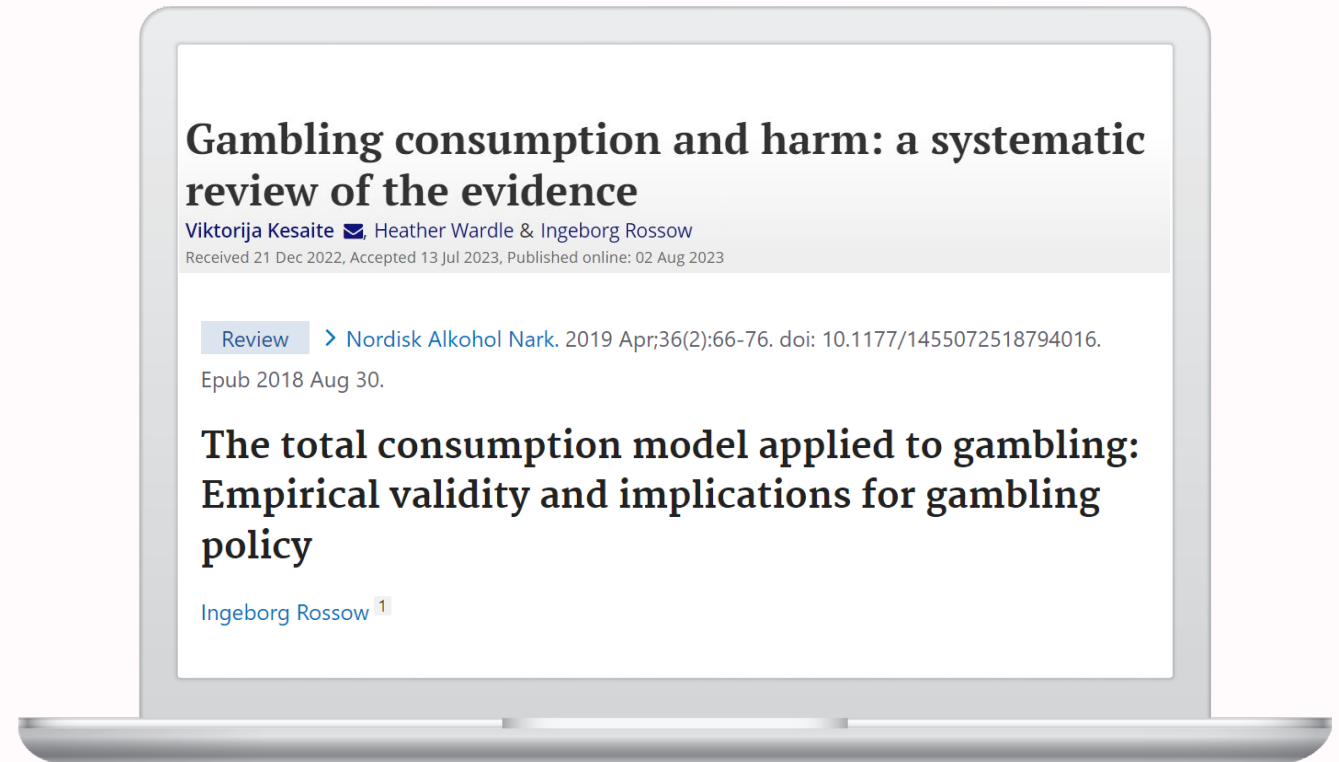 Gambling consumption and harm: a systematic
review of the evidence
Viktorija Kesaite, Heather Wardle & Ingeborg Rossow
Received 21 Dec 2022, Accepted 13 Jul 2023, Published online: 02 Aug 2023
Review > Nordisk Alkohol Nark. 2019 Apr;36(2):66-76. doi: 10.1177/1455072518794016.
Epub 2018 Aug 30.
The total consumption model applied to gambling:
Empirical validity and implications for gambling
policy
Ingeborg Rossow 1